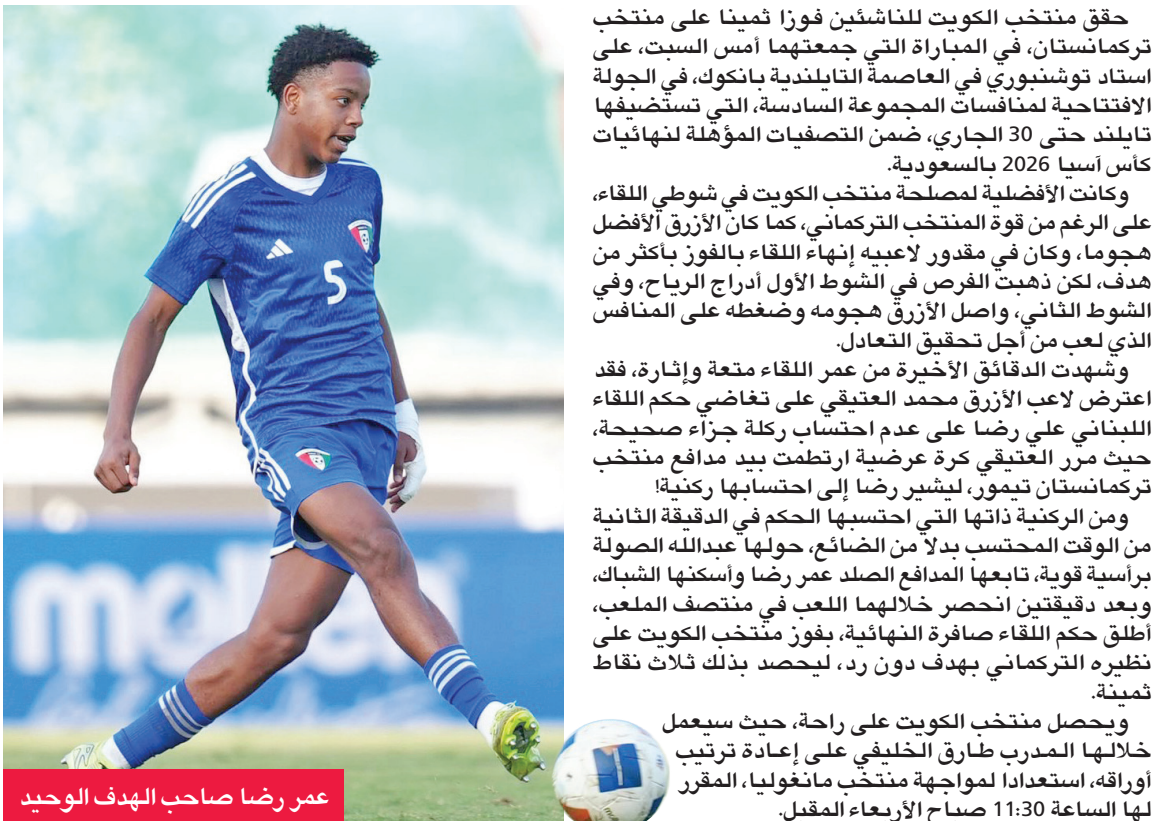 حقق منتخب الكويت للناشئين فوزا ثمينا على منتخب
تركمانستان، في المباراة التي جمعتهما أمس السبت، على
استاد توشنبوري في العاصمة التايلندية بانكوك، في الجولة
الافتتاحية لمنافسات المجموعة السادسة، التي تستضيفها
تايلند حتى 30 الجاري، ضمن التصفيات المؤهلة لنهائيات
كأس آسيا 2026 بالسعودية.
وكانت الأفضلية لمصلحة منتخب الكويت في شوطي اللقاء،
على الرغم من قوة المنتخب التركماني، كما كان الأزرق الأفضل
هجوما، وكان في مقدور لاعبيه إنهاء اللقاء بالفوز بأكثر من
هدف، لكن ذهبت الفرص في الشوط الأول أدراج الرياح، وفي
الشوط الثاني، واصل الأزرق هجومه وضغطه على المنافس
الذي لعب من أجل تحقيق التعادل.
وشهدت الدقائق الأخيرة من عمر اللقاء متعة وإثارة، فقد
اعترض لاعب الأزرق محمد العتيقي على تغاضي حكم اللقاء
اللبناني علي رضا على عدم احتساب ركلة جزاء صحيحة،
حيث مرر العتيقي كرة عرضية ارتطمت بيد مدافع منتخب
تركمانستان تيمور، ليشير رضا إلى احتسابها ركنية!
ومن الركنية ذاتها التي احتسبها الحكم في الدقيقة الثانية
من الوقت المحتسب بدلا من الضائع، حولها عبدالله الصولة
برأسية قوية، تابعها المدافع الصلد عمر رضا وأسكنها الشباك،
وبعد دقيقتين انحصر خلالهما اللعب في منتصف الملعب،
أطلق حكم اللقاء صافرة النهائية، بفوز منتخب الكويت على
نظيره التركماني بهدف دون رد، ليحصد بذلك ثلاث نقاط
ثمينة.
ويحصل منتخب الكويت على راحة، حيث سيعمل
خلالها المدرب طارق الخليفي على إعادة ترتيب
أوراقه، استعدادا لمواجهة منتخب مانغوليا، المقرر
لها الساعة 11:30 صباح الأربعاء المقبل.
5
molten
عمر رضا صاحب الهدف الوحيد